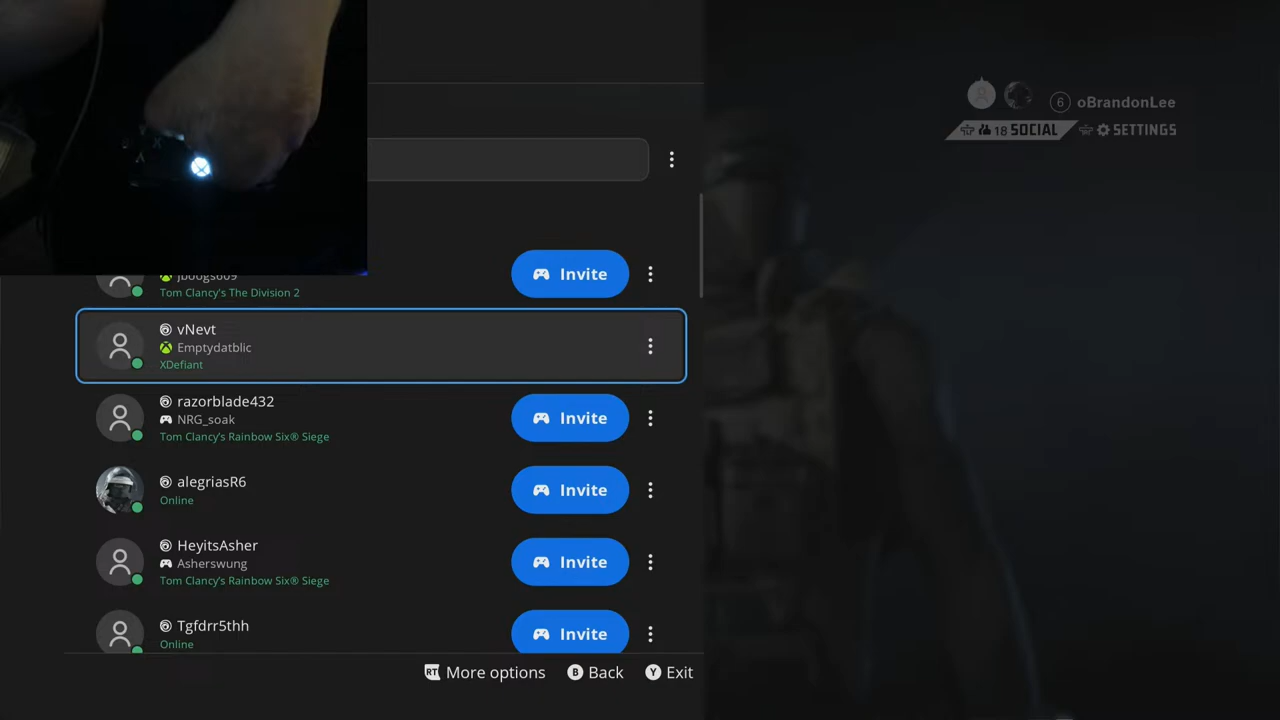 6 oBrandonLee
18 SOCIAL SETTINGS
jboogs609
Tom Clancy's The Division 2
Invite
vNevt
Emptydatblic
XDefiant
razorblade432
NRG_soak
Tom Clancy's Rainbow Six® Siege
Invite
alegriasR6
Online
Invite
HeyitsAsher
Asherswung
Tom Clancy's Rainbow Six® Siege
Invite
Tgfdrr5thh
Online
Invite
RT More options B Back Y Exit